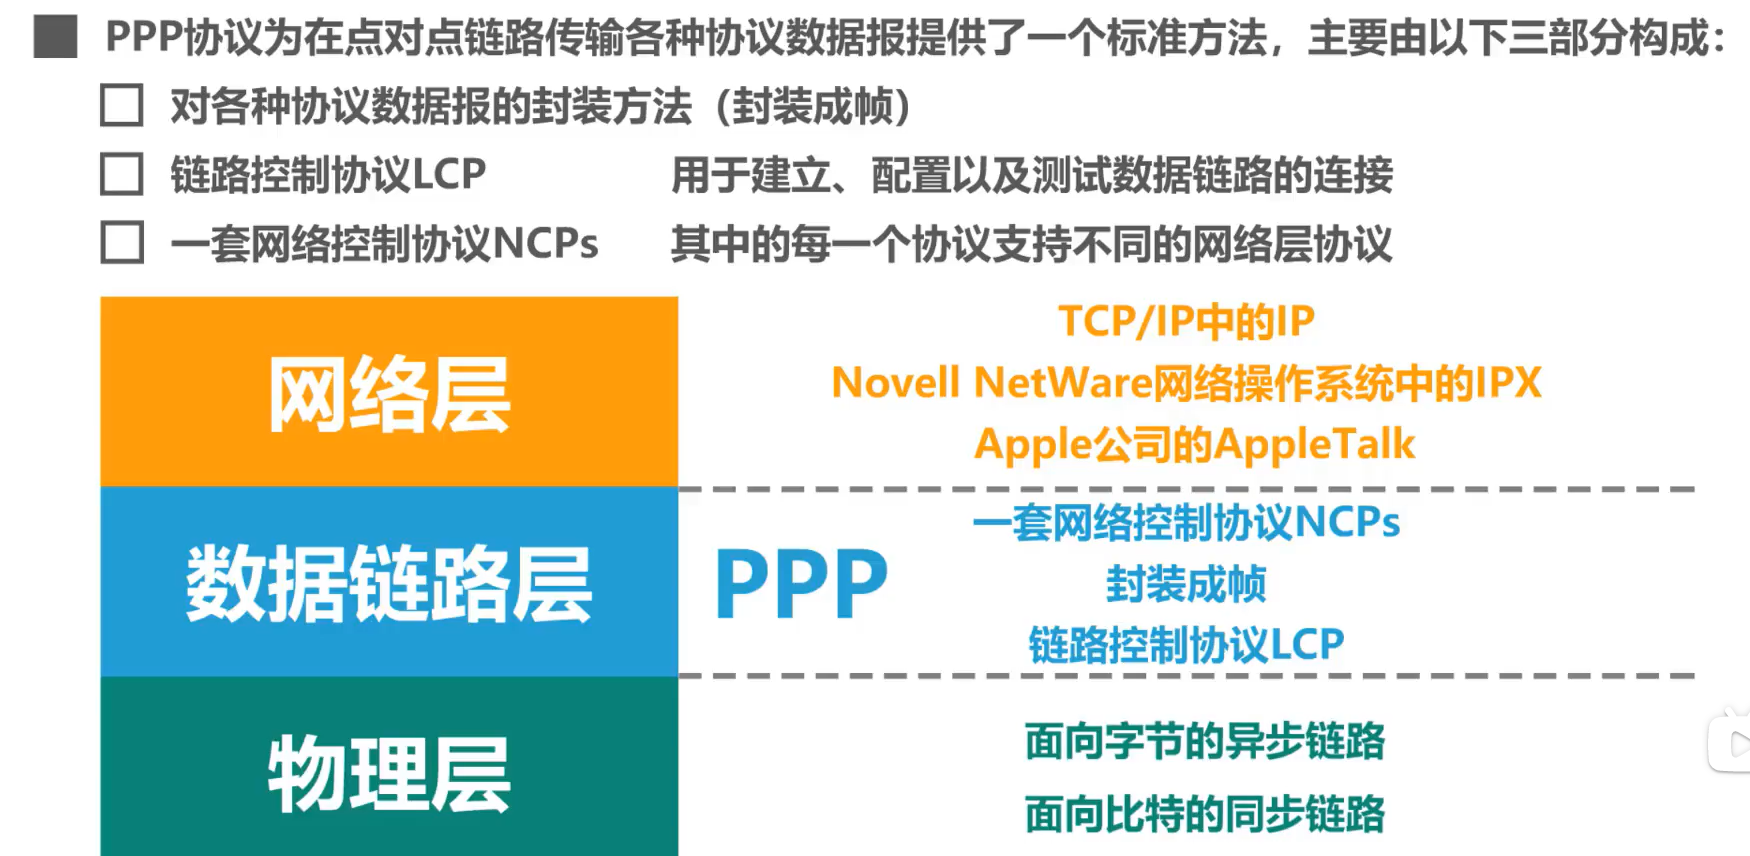 PPP协议为在点对点链路传输各种协议数据报提供了一个标准方法，主要由以下三部分构成：
对各种协议数据报的封装方法（封装成帧）
链路控制协议LCP 用于建立、配置以及测试数据链路的连接
一套网络控制协议NCPs 其中的每一个协议支持不同的网络层协议
网络层
TCP/IP中的IP
Novell NetWare网络操作系统中的IPX
Apple公司的AppleTalk
数据链路层
PPP
一套网络控制协议NCPs
封装成帧
链路控制协议LCP
物理层
面向字节的异步链路
面向比特的同步链路